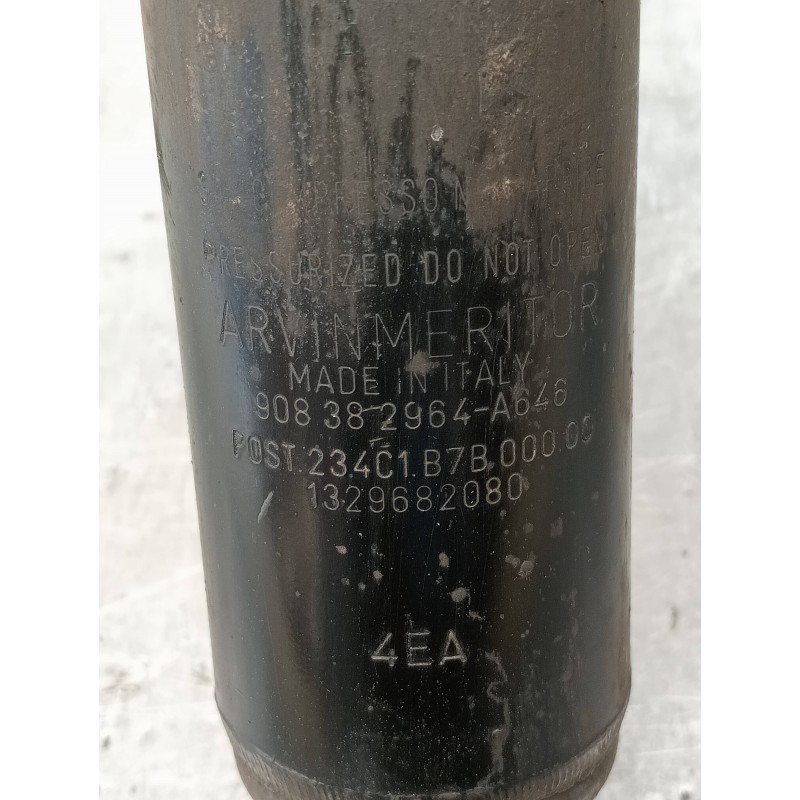 PRESSURIZED DO NOT OPEN
ARVINMERITOR
MADE IN ITALY
908 38 2964-A646
POST.234C1.B7B.000.00
1329682080
4EA